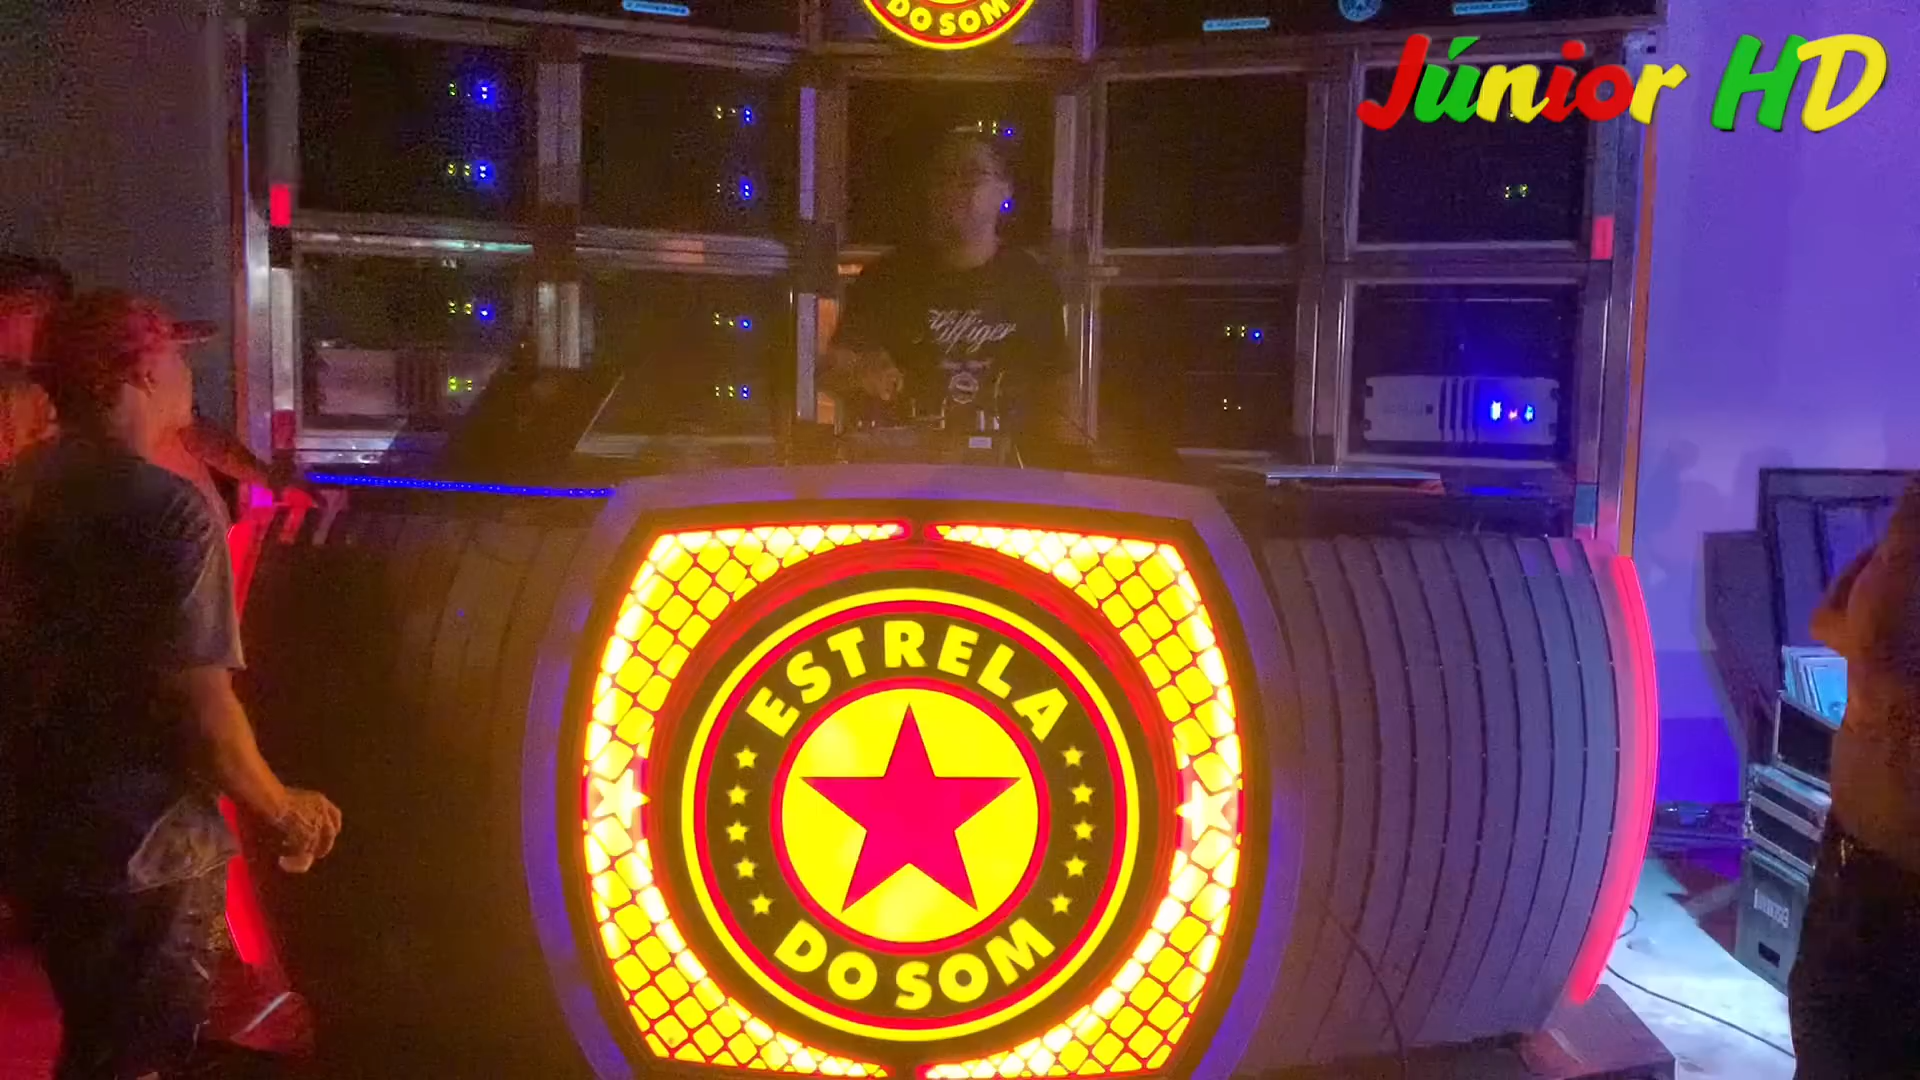 DO SOM
Júnior HD
Hilfiger
ESTRELA
DO SOM